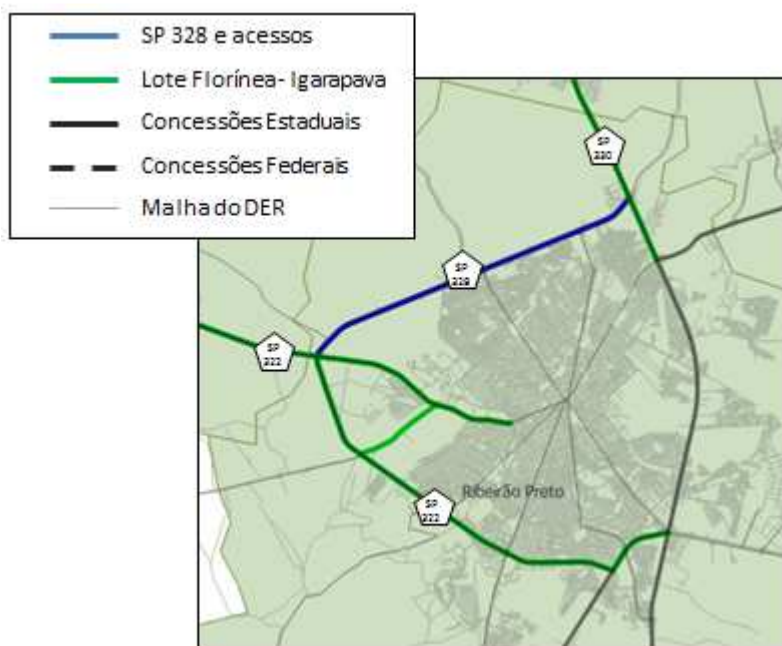 SP 328 e acessos
Lote Florínea- Igarapava
Concessões Estaduais
Concessões Federais
Malha do DER
SP
330
SP
328
SP
322
Ribeirão Preto
SP
322